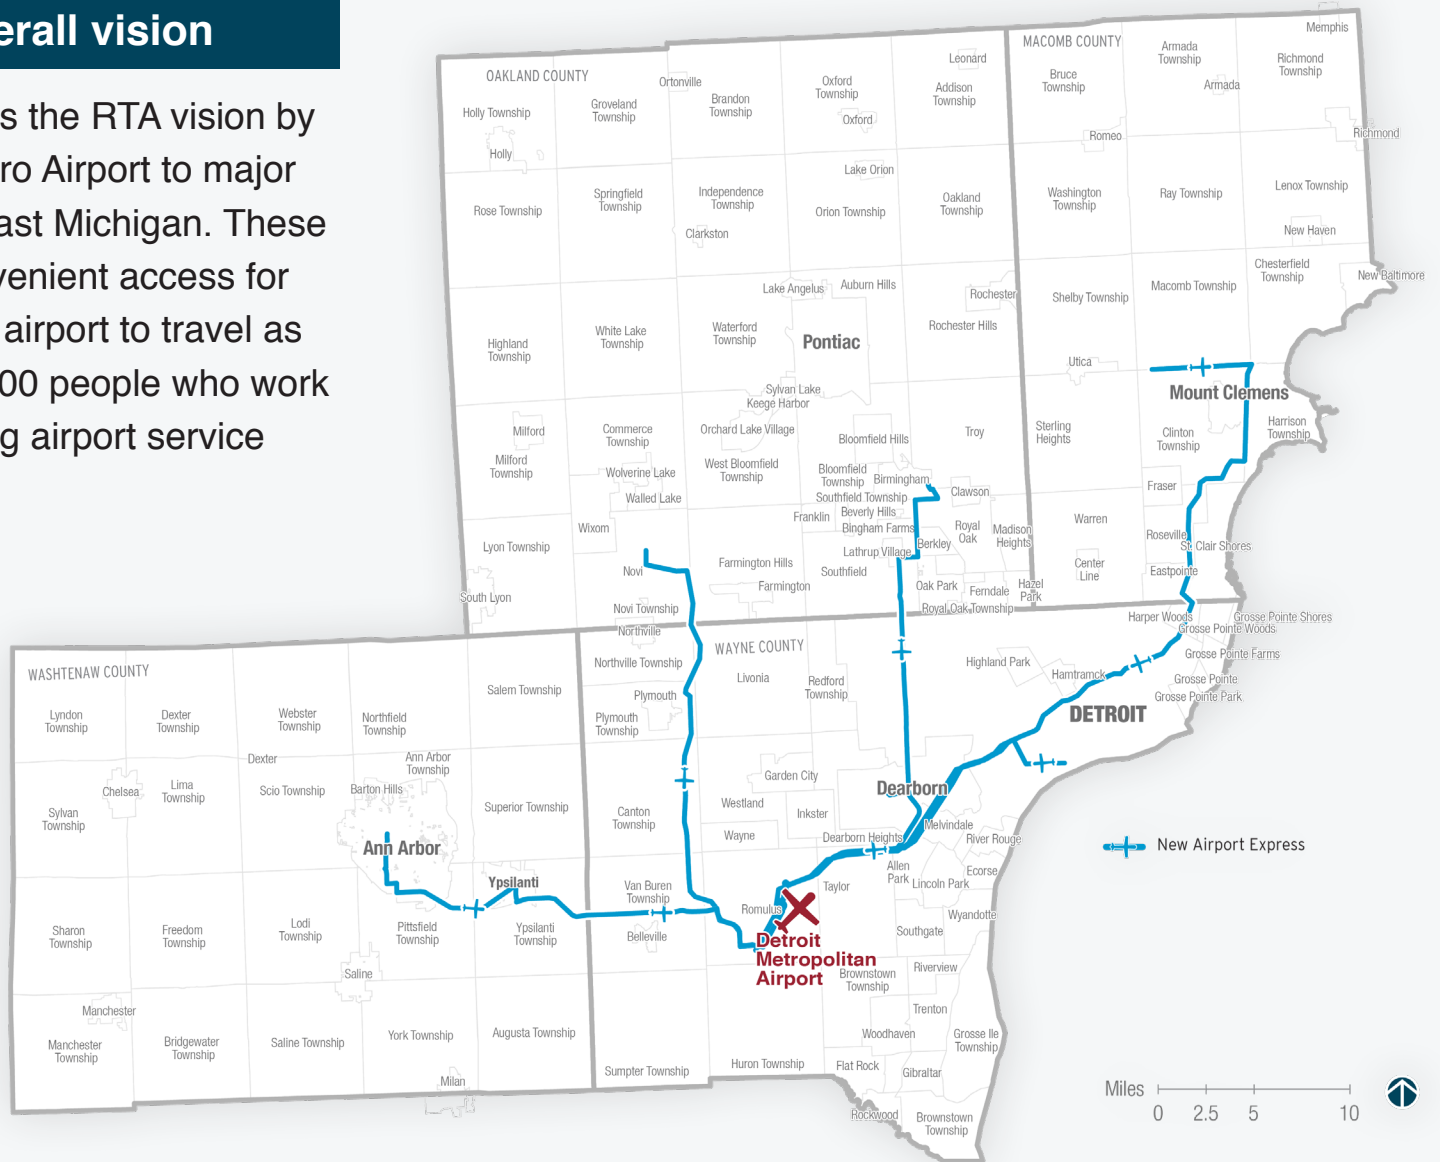 erall vision
s the RTA vision by
ro Airport to major
ast Michigan. These
venient access for
airport to travel as
00 people who work
g airport service
OAKLAND COUNTY
Holly Township
Holly
Groveland
Township
Ortonville
Brandon
Township
Oxford
Township
Oxford
Leonard
Addison
Township
Rose Township
Springfield
Township
Independence
Township
Clarkston
Lake Orion
Orion Township
Oakland
Township
Highland
Township
White Lake
Township
Waterford
Township
Lake Angelus
Auburn Hills
Pontiac
Rochester
Rochester Hills
Sylvan Lake
Keege Harbor
Milford
Milford
Township
Commerce
Township
Wolverine Lake
Walled Lake
Orchard Lake Village
West Bloomfield
Township
Bloomfield Hills
Bloomfield
Township
Birmingham
Troy
Clawson
Southfield Township
Beverly Hills
Franklin
Bingham Farms
Wixom
Lyon Township
South Lyon
Novi
Novi Township
Northville
Farmington Hills
Farmington
Lathrup Village
Southfield
Berkley
Royal
Oak
Madison
Heights
Oak Park
Ferndale
Hazel
Park
Royal Oak Township
MACOMB COUNTY
Bruce
Township
Armada
Township
Armada
Memphis
Richmond
Township
Richmond
Romeo
Washington
Township
Ray Township
Lenox Township
New Haven
Shelby Township
Macomb Township
Chesterfield
Township
New Baltimore
Utica
Mount Clemens
Sterling
Heights
Clinton
Township
Harrison
Township
Fraser
Warren
Roseville
St. Clair Shores
Center
Line
Eastpointe
WAYNE COUNTY
Northville Township
Livonia
Redford
Township
Plymouth
Plymouth
Township
Highland Park
Hamtramck
Harper Woods
Grosse Pointe Shores
Grosse Pointe Woods
Grosse Pointe Farms
Grosse Pointe
Grosse Pointe Park
DETROIT
Canton
Township
Garden City
Westland
Inkster
Wayne
Dearborn
Dearborn Heights
Melvindale
River Rouge
Allen
Park
Ecorse
Lincoln Park
Van Buren
Township
Belleville
Romulus
Taylor
Wyandotte
Southgate
Detroit
Metropolitan
Airport
Brownstown
Township
Riverview
Trenton
Woodhaven
Grosse Ile
Township
Sumpter Township
Huron Township
Flat Rock
Gibraltar
Rockwood
Brownstown
Township
WASHTENAW COUNTY
Lyndon
Township
Dexter
Township
Webster
Township
Northfield
Township
Salem Township
Dexter
Ann Arbor
Township
Chelsea
Sylvan
Township
Lima
Township
Scio Township
Barton Hills
Superior Township
Ann Arbor
Ypsilanti
Sharon
Township
Freedom
Township
Lodi
Township
Pittsfield
Township
Ypsilanti
Township
Saline
Manchester
Manchester
Township
Bridgewater
Township
Saline Township
York Township
Augusta Township
Milan
New Airport Express
Miles
0 2.5 5 10